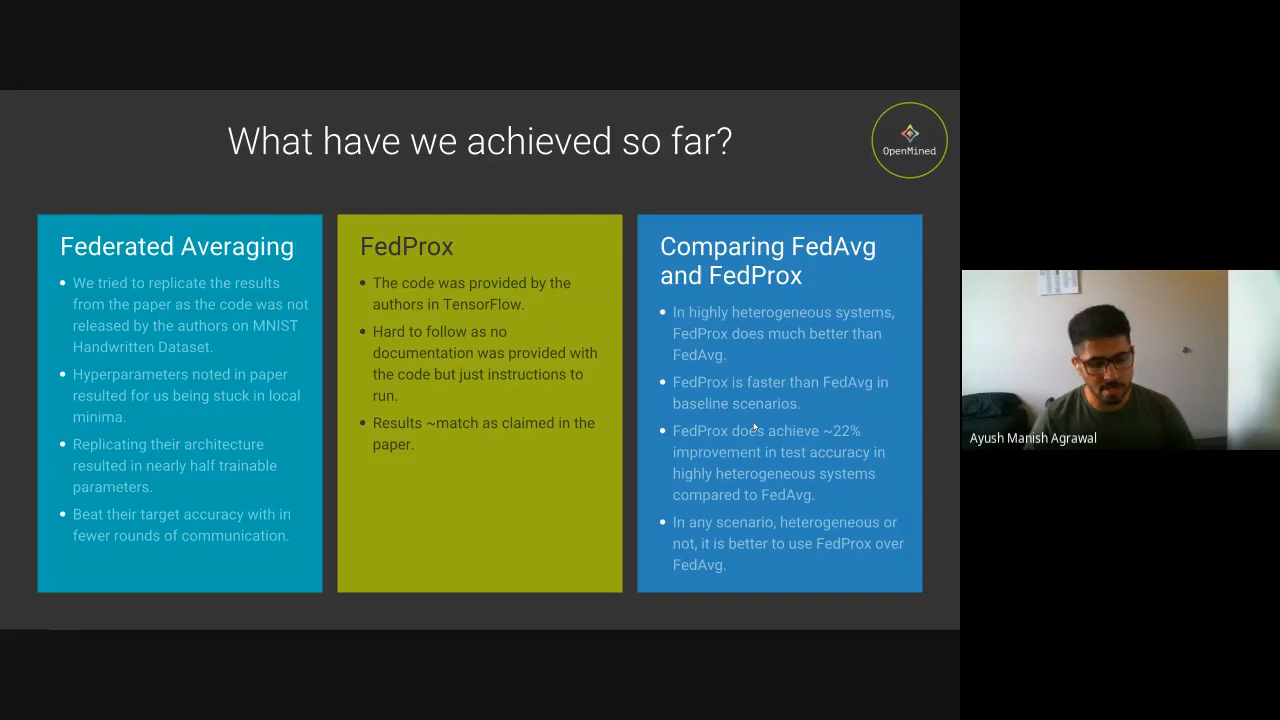 What have we achieved so far?
OpenMined
Federated Averaging
We tried to replicate the results
from the paper as the code was not
released by the authors on MNIST
Handwritten Dataset.
Hyperparameters noted in paper
resulted for us being stuck in local
minima.
Replicating their architecture
resulted in nearly half trainable
parameters.
Beat their target accuracy with in
fewer rounds of communication.
FedProx
The code was provided by the
authors in TensorFlow.
Hard to follow as no
documentation was provided with
the code but just instructions to
run.
Results ~match as claimed in the
paper.
Comparing FedAvg
and FedProx
In highly heterogeneous systems,
FedProx does much better than
FedAvg.
FedProx is faster than FedAvg in
baseline scenarios.
FedProx does achieve ~22%
improvement in test accuracy in
highly heterogeneous systems
compared to FedAvg.
In any scenario, heterogeneous or
not, it is better to use FedProx over
FedAvg.
Ayush Manish Agrawal